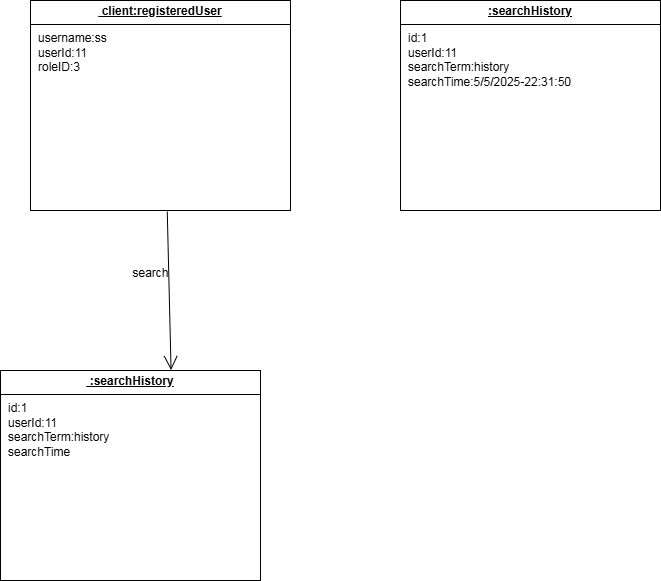 client:registeredUser
username:ss
userId:11
roleID:3
:searchHistory
id:1
userId:11
searchTerm:history
searchTime:5/5/2025-22:31:50
search
:searchHistory
id:1
userId:11
searchTerm:history
searchTime